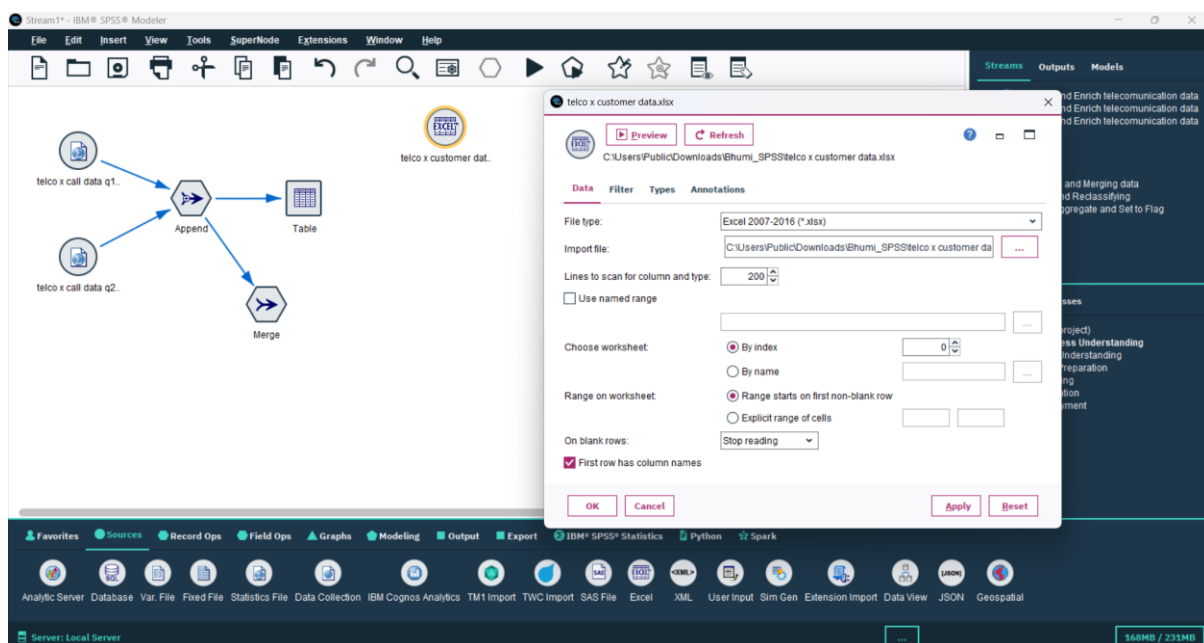 Stream1* - IBM® SPSS® Modeler
File Edit Insert View Tools SuperNode Extensions Window Help
Streams Outputs Models
nd Enrich telecomunication data
nd Enrich telecomunication data
nd Enrich telecomunication data
and Merging data
nd Reclassifying
ggregate and Set to Flag
telco x call data q1..
telco x call data q2..
Append
Table
Merge
EXCEL™
telco x customer dat..
telco x customer data.xlsx
Preview Refresh
C:\Users\Public\Downloads\Bhumi_SPSS\telco x customer data.xlsx
Data Filter Types Annotations
File type: Excel 2007-2016 (*.xlsx)
Import file: C:\Users\Public\Downloads\Bhumi_SPSS\telco x customer da ...
Lines to scan for column and type: 200
Use named range
...
Choose worksheet: By index 0
By name ...
Range on worksheet: Range starts on first non-blank row
Explicit range of cells
On blank rows: Stop reading
First row has column names
OK Cancel Apply Reset
sses
roject)
ess Understanding
Understanding
Preparation
ng
tion
yment
Favorites Sources Record Ops Field Ops Graphs Modeling Output Export IBM® SPSS® Statistics Python Spark
Analytic Server Database Var. File Fixed File Statistics File Data Collection IBM Cognos Analytics TM1 Import TWC Import SAS File Excel XML User Input Sim Gen Extension Import Data View JSON Geospatial
Server: Local Server ... 168MB / 231MB